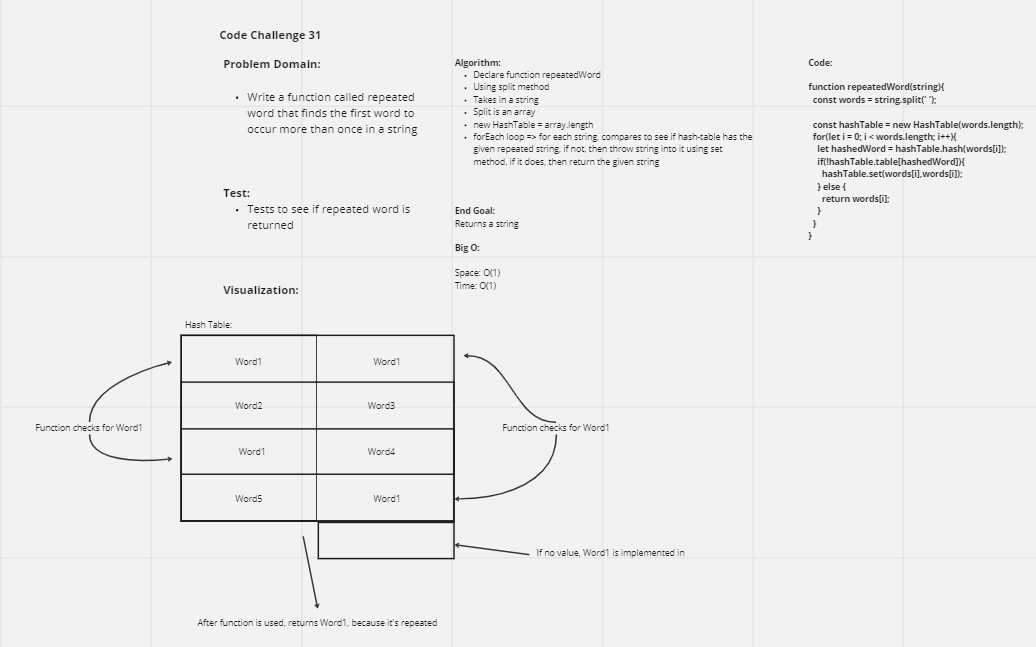 Code Challenge 31
Problem Domain:
• Write a function called repeated
word that finds the first word to
occur more than once in a string
Test:
• Tests to see if repeated word is
returned
Algorithm:
• Declare function repeatedWord
• Using split method
• Takes in a string
• Split is an array
• new HashTable = array.length
• forEach loop => for each string, compares to see if hash-table has the
given repeated string, if not, then throw string into it using set
method, if it does, then return the given string
End Goal:
Returns a string
Big O:
Space: O(1)
Time: O(1)
Code:
function repeatedWord(string){
const words = string.split(' ');
const hashTable = new HashTable(words.length);
for(let i = 0; i < words.length; i++){
let hashedWord = hashTable.hash(words[i]);
if(!hashTable.table[hashedWord]){
hashTable.set(words[i],words[i]);
} else {
return words[i];
}
}
}
Visualization:
Hash Table:
Word1 Word1
Word2 Word3
Word1 Word4
Word5 Word1
Function checks for Word1
Function checks for Word1
If no value, Word1 is implemented in
After function is used, returns Word1, because it's repeated